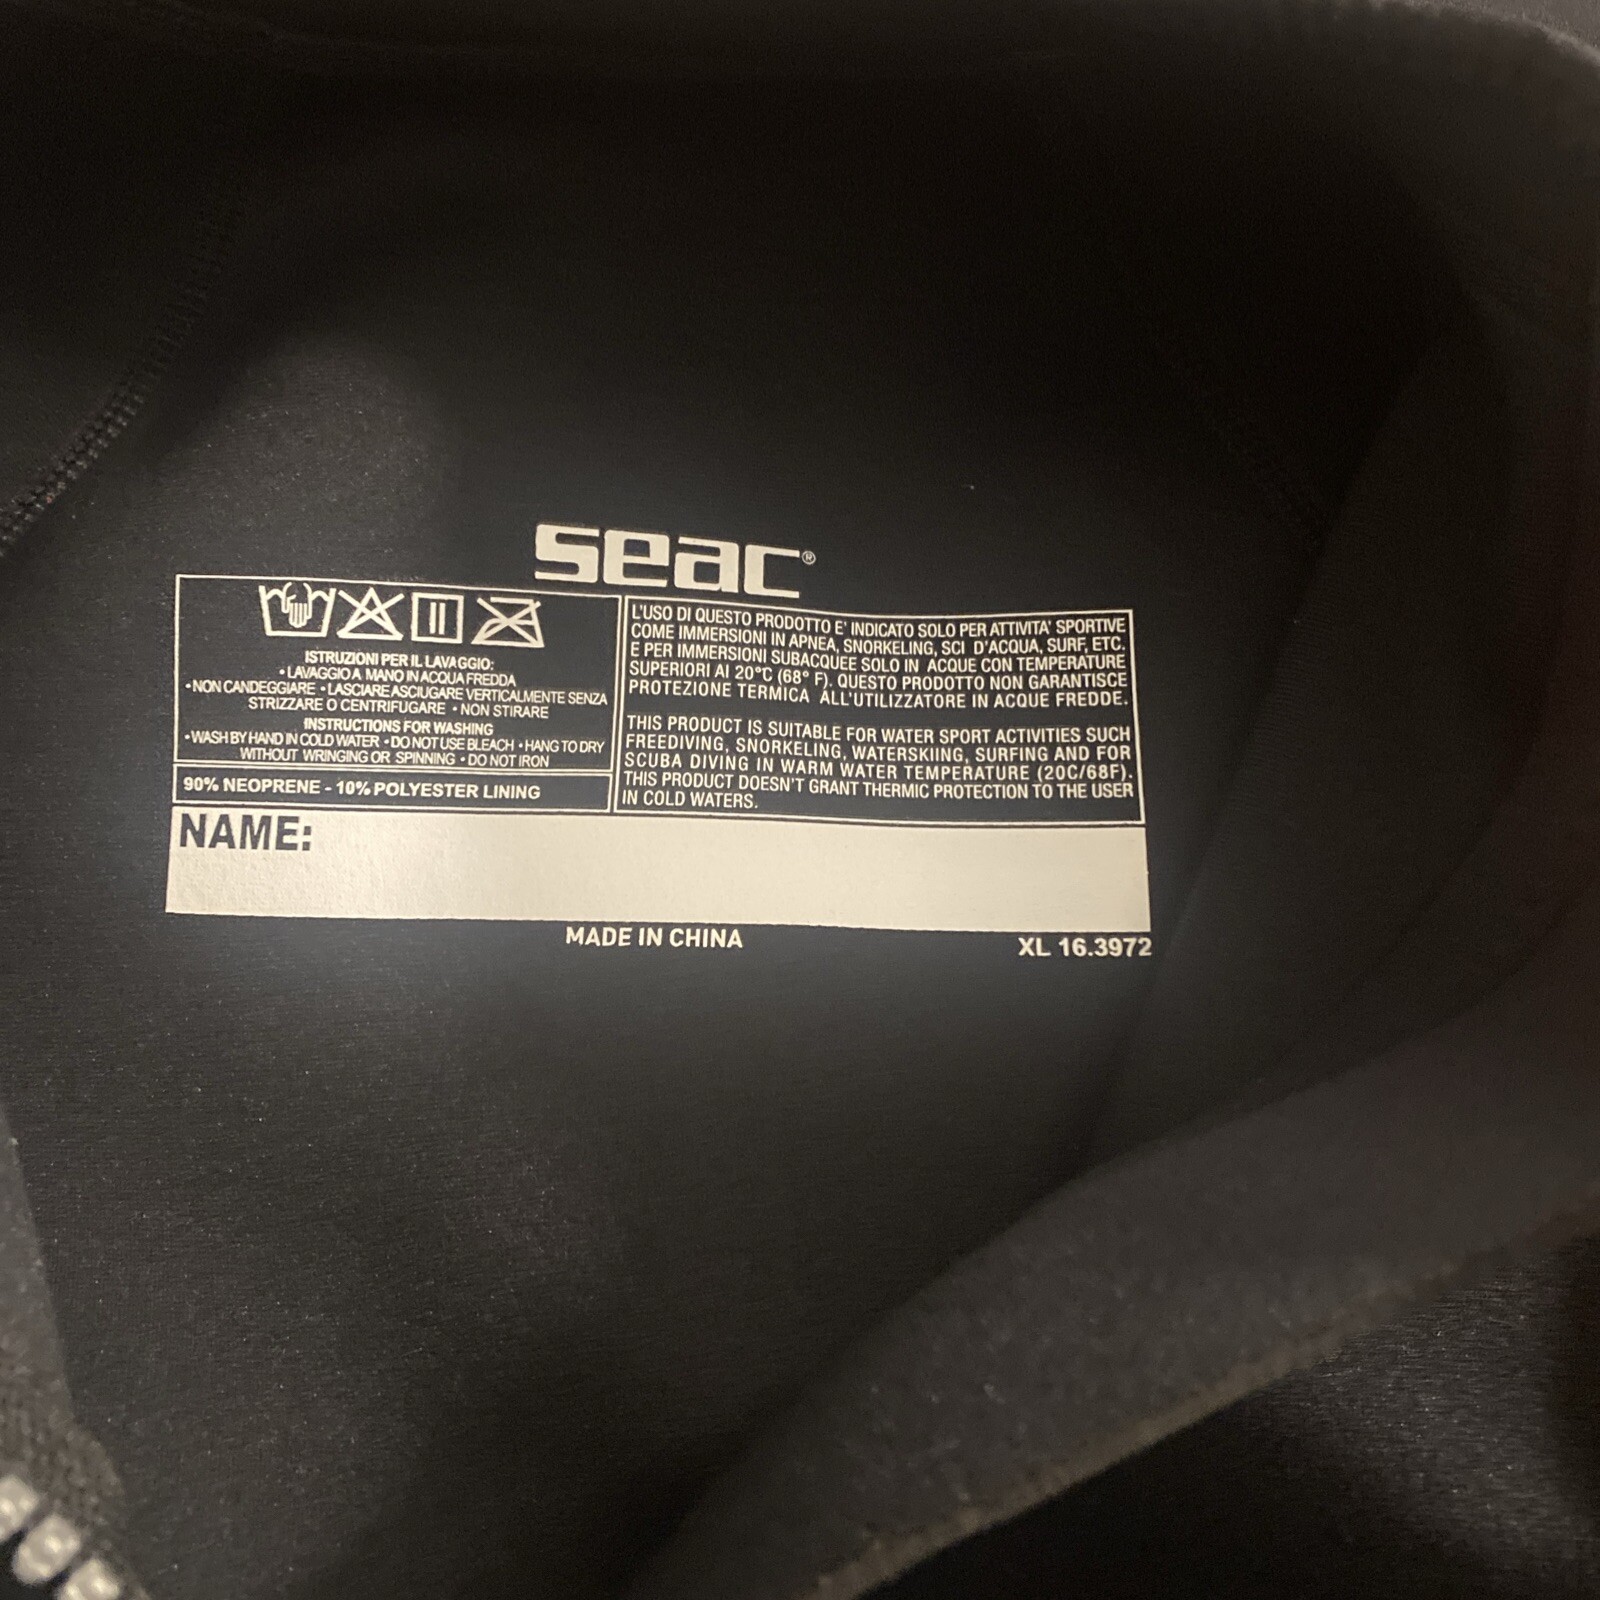 seac®
ISTRUZIONI PER IL LAVAGGIO:
• LAVAGGIO A MANO IN ACQUA FREDDA
• NON CANDEGGIARE • LASCIARE ASCIUGARE VERTICALMENTE SENZA
STRIZZARE O CENTRIFUGARE • NON STIRARE
INSTRUCTIONS FOR WASHING
• WASH BY HAND IN COLD WATER • DO NOT USE BLEACH • HANG TO DRY
WITHOUT WRINGING OR SPINNING • DO NOT IRON
90% NEOPRENE - 10% POLYESTER LINING
L'USO DI QUESTO PRODOTTO E' INDICATO SOLO PER ATTIVITA' SPORTIVE
COME IMMERSIONI IN APNEA, SNORKELING, SCI D'ACQUA, SURF, ETC.
E PER IMMERSIONI SUBACQUEE SOLO IN ACQUE CON TEMPERATURE
SUPERIORI AI 20°C (68° F). QUESTO PRODOTTO NON GARANTISCE
PROTEZIONE TERMICA ALL'UTILIZZATORE IN ACQUE FREDDE.
THIS PRODUCT IS SUITABLE FOR WATER SPORT ACTIVITIES SUCH
FREEDIVING, SNORKELING, WATERSKIING, SURFING AND FOR
SCUBA DIVING IN WARM WATER TEMPERATURE (20C/68F).
THIS PRODUCT DOESN'T GRANT THERMIC PROTECTION TO THE USER
IN COLD WATERS.
NAME:
MADE IN CHINA
XL 16.3972